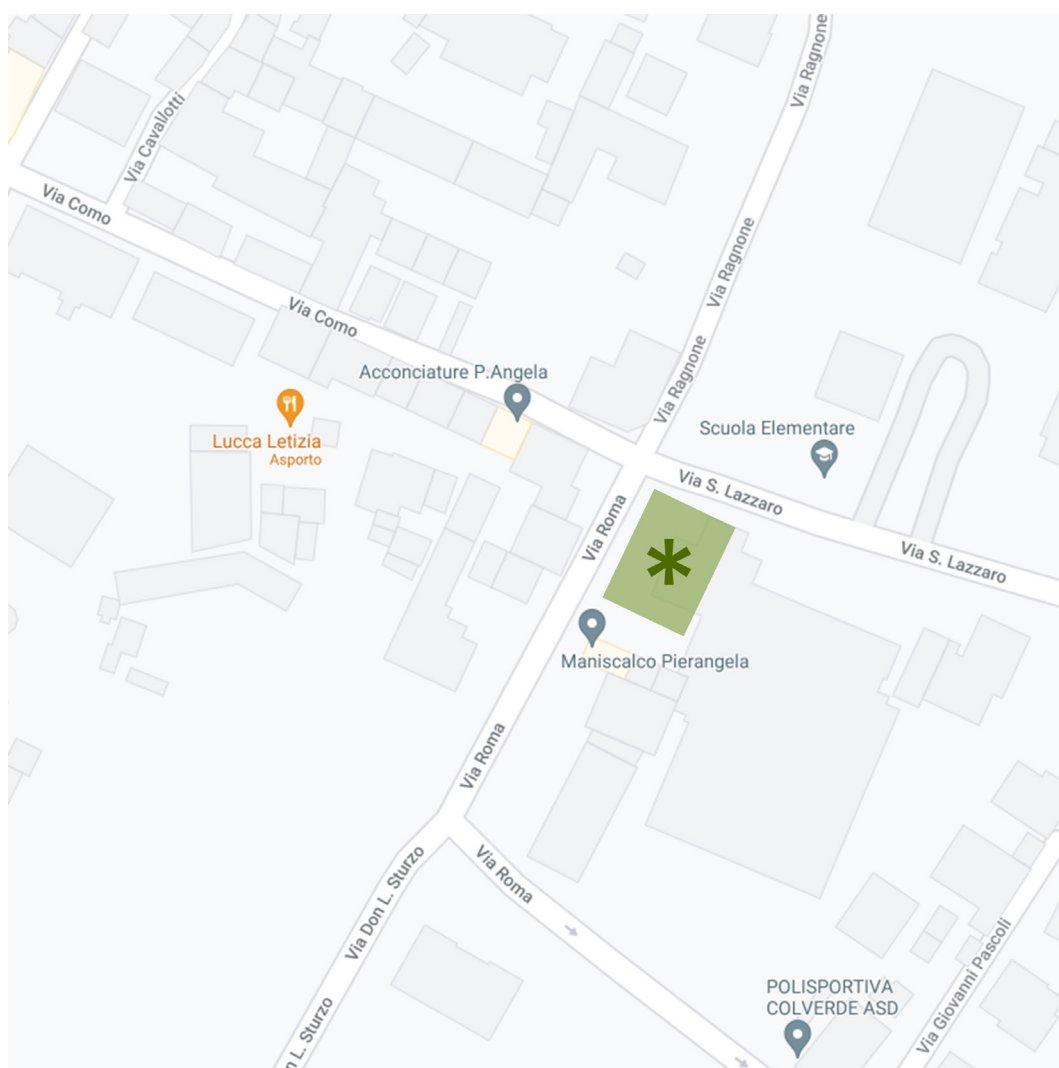 Via Ragnone
Via Cavallotti
Via Como
Via Ragnone
Via Como
Via Ragnone
Acconciature P.Angela
Scuola Elementare
Lucca Letizia
Asporto
Via S. Lazzaro
Via Roma
Via S. Lazzaro
*
Maniscalco Pierangela
Via Roma
Via Roma
Via Don L. Sturzo
Via Giovanni Pascoli
POLISPORTIVA
COLVERDE ASD
on L. Sturzo